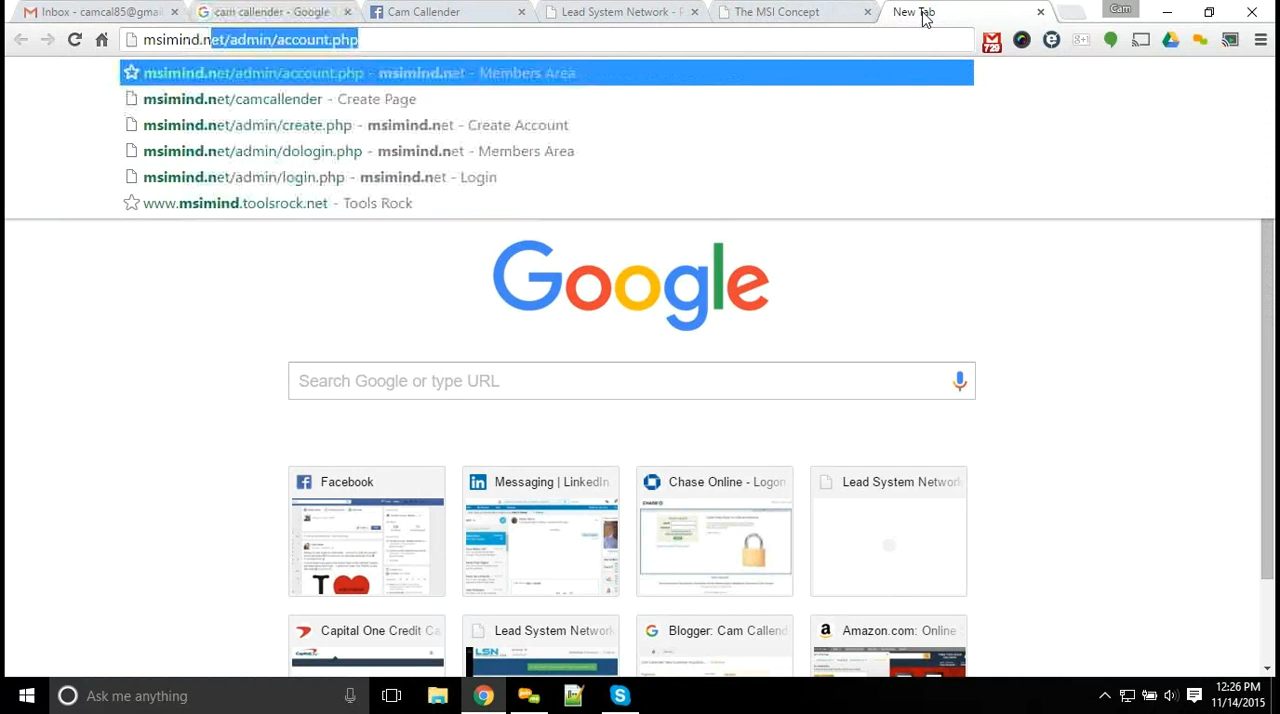 Inbox - camcal85@gmai
cam callender - Google
Cam Callender
Lead System Network - F
The MSI Concept
New Tab
Cam
msimind.net/admin/account.php
725
msimind.net/admin/account.php - msimind.net - Members Area
msimind.net/camcallender - Create Page
msimind.net/admin/create.php - msimind.net - Create Account
msimind.net/admin/dologin.php - msimind.net - Members Area
msimind.net/admin/login.php - msimind.net - Login
www.msimind.toolsrock.net - Tools Rock
Google
Search Google or type URL
Facebook
Messaging | LinkedIn
Chase Online - Logon
Lead System Network
Capital One Credit Ca
Lead System Network
Blogger: Cam Callend
Amazon.com: Online
Ask me anything
12:26 PM
11/14/2015